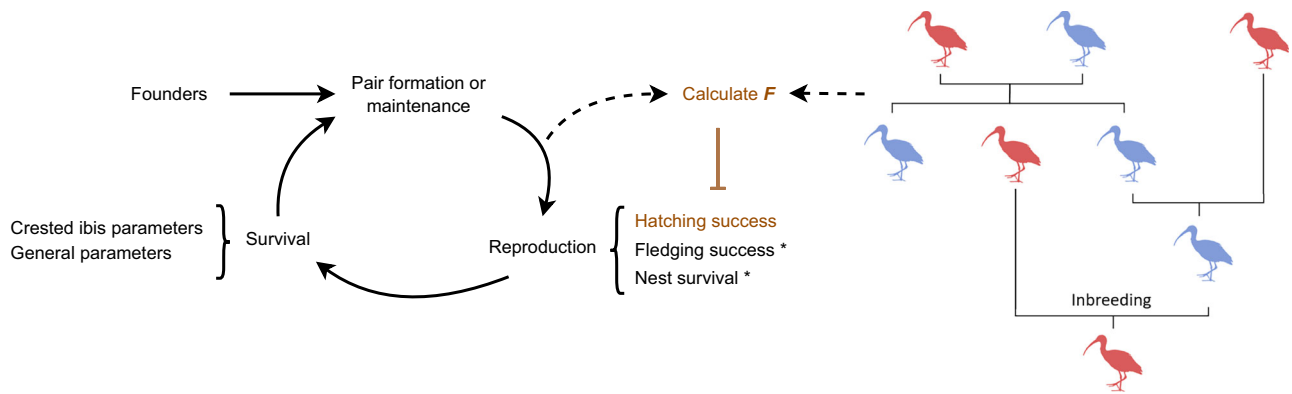 Founders
Pair formation or
maintenance
Calculate F
Crested ibis parameters
General parameters
Survival
Reproduction
Hatching success
Fledging success *
Nest survival *
Inbreeding